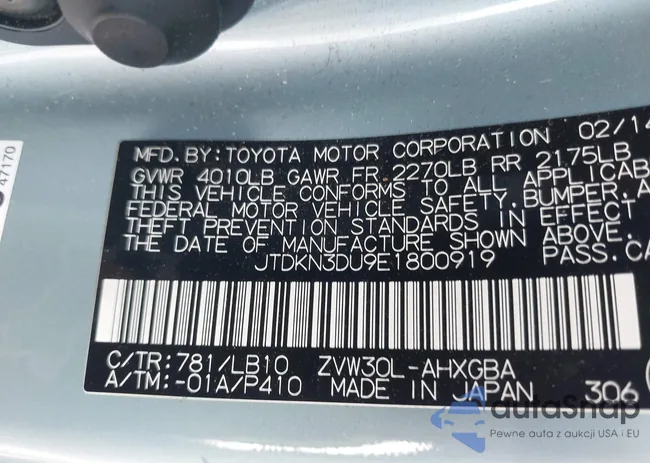 47170
MFD.BY:TOYOTA MOTOR CORPORATION 02/14
GVWR 4010LB GAWR FR 2270LB RR 2175LB
THIS VEHICLE CONFORMS TO ALL APPLICAB
FEDERAL MOTOR VEHICLE SAFETY,BUMPER,A
THEFT PREVENTION STANDARDS IN EFFECT
THE DATE OF MANUFACTURE SHOWN ABOVE.
JTDKN3DU9E1800919 PASS.CA
C/TR:781/LB10 ZVW30L-AHXGBA
A/TM:-01A/P410 MADE IN JAPAN 306
autoSnap
Pewne auta z aukcji USA i EU